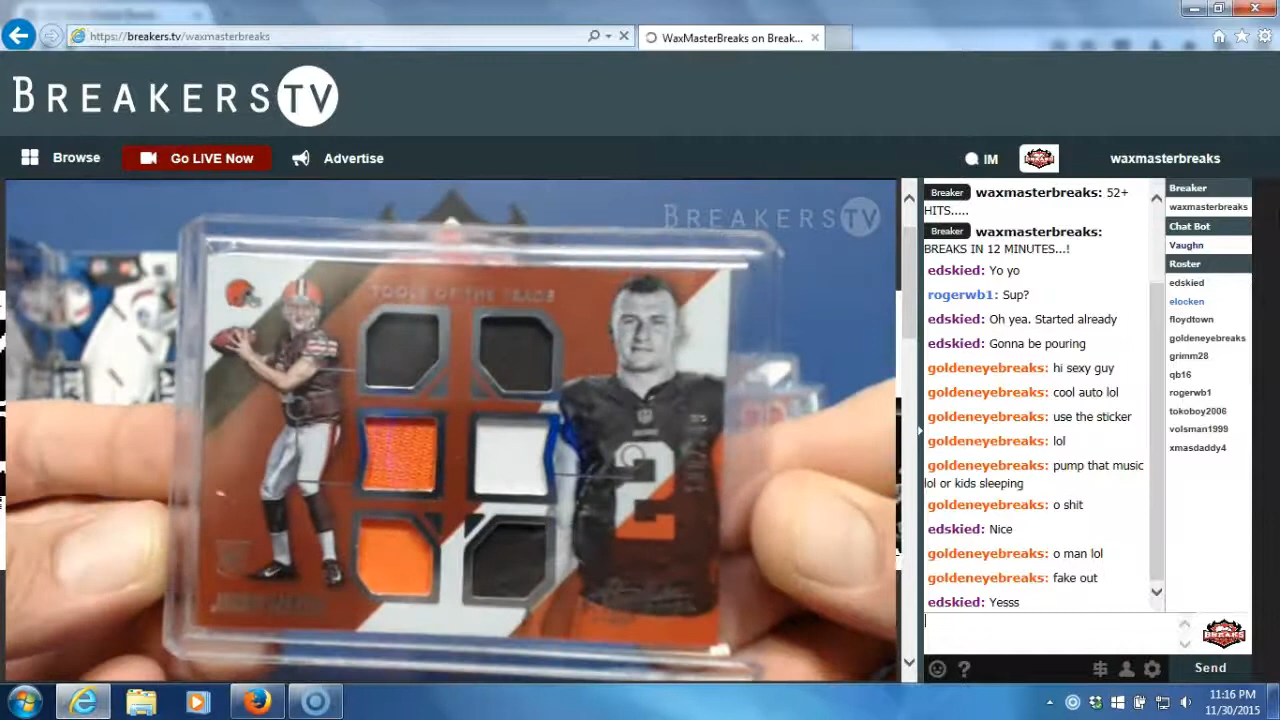 https://breakers.tv/waxmasterbreaks
WaxMasterBreaks on Break...
BREAKERS TV
Browse
Go LIVE Now
Advertise
IM
waxmasterbreaks
BREAKERS TV
TOOLS OF THE TRADE
2
Breaker waxmasterbreaks: 52+
HITS.....
Breaker waxmasterbreaks:
BREAKS IN 12 MINUTES...!
edskied: Yo yo
rogerwb1: Sup?
edskied: Oh yea. Started already
edskied: Gonna be pouring
goldeneyebreaks: hi sexy guy
goldeneyebreaks: cool auto lol
goldeneyebreaks: use the sticker
goldeneyebreaks: lol
goldeneyebreaks: pump that music
lol or kids sleeping
goldeneyebreaks: o shit
edskied: Nice
goldeneyebreaks: o man lol
goldeneyebreaks: fake out
edskied: Yesss
Breaker
waxmasterbreaks
Chat Bot
Vaughn
Roster
edskied
elocken
floydtown
goldeneyebreaks
grimm28
qb16
rogerwb1
tokoboy2006
volsman1999
xmasdaddy4
BREAKS
Send
11:16 PM
11/30/2015